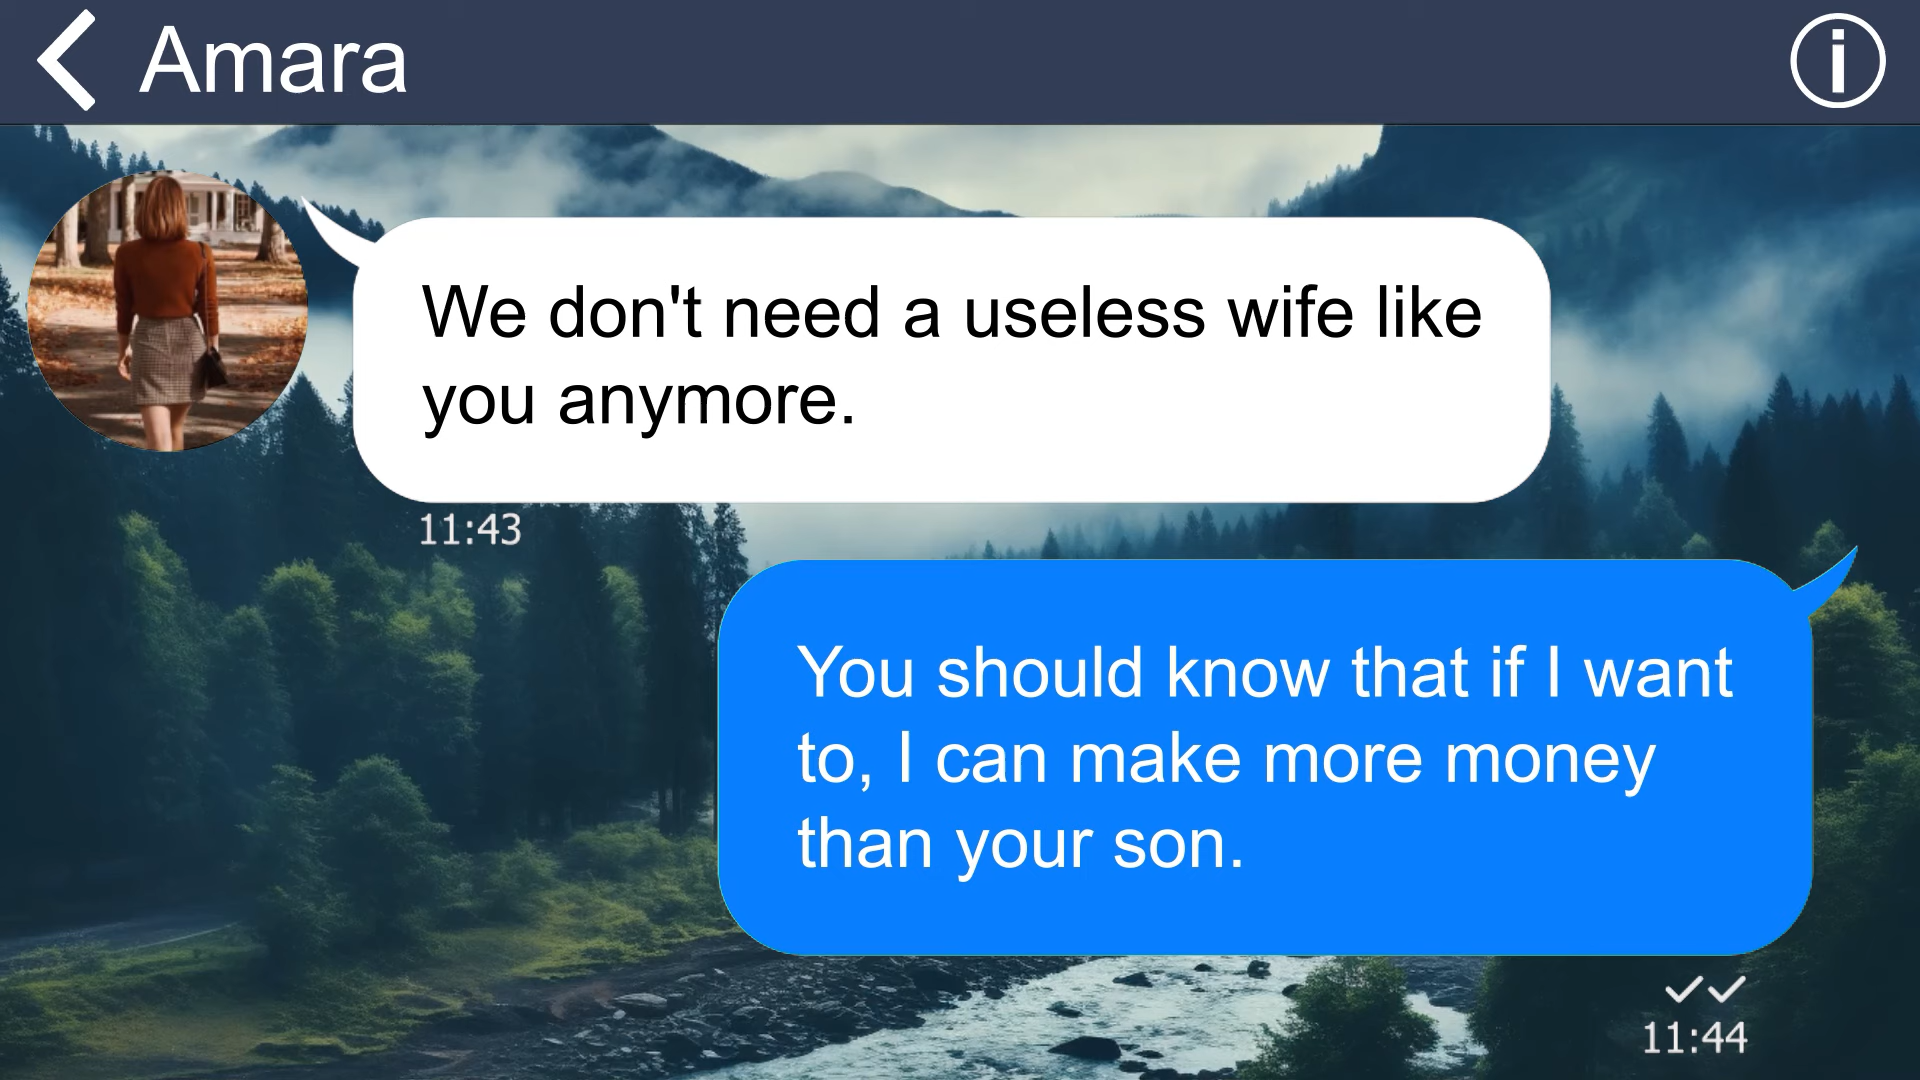 Amara
We don't need a useless wife like
you anymore.
11:43
You should know that if I want
to, I can make more money
than your son.
11:44